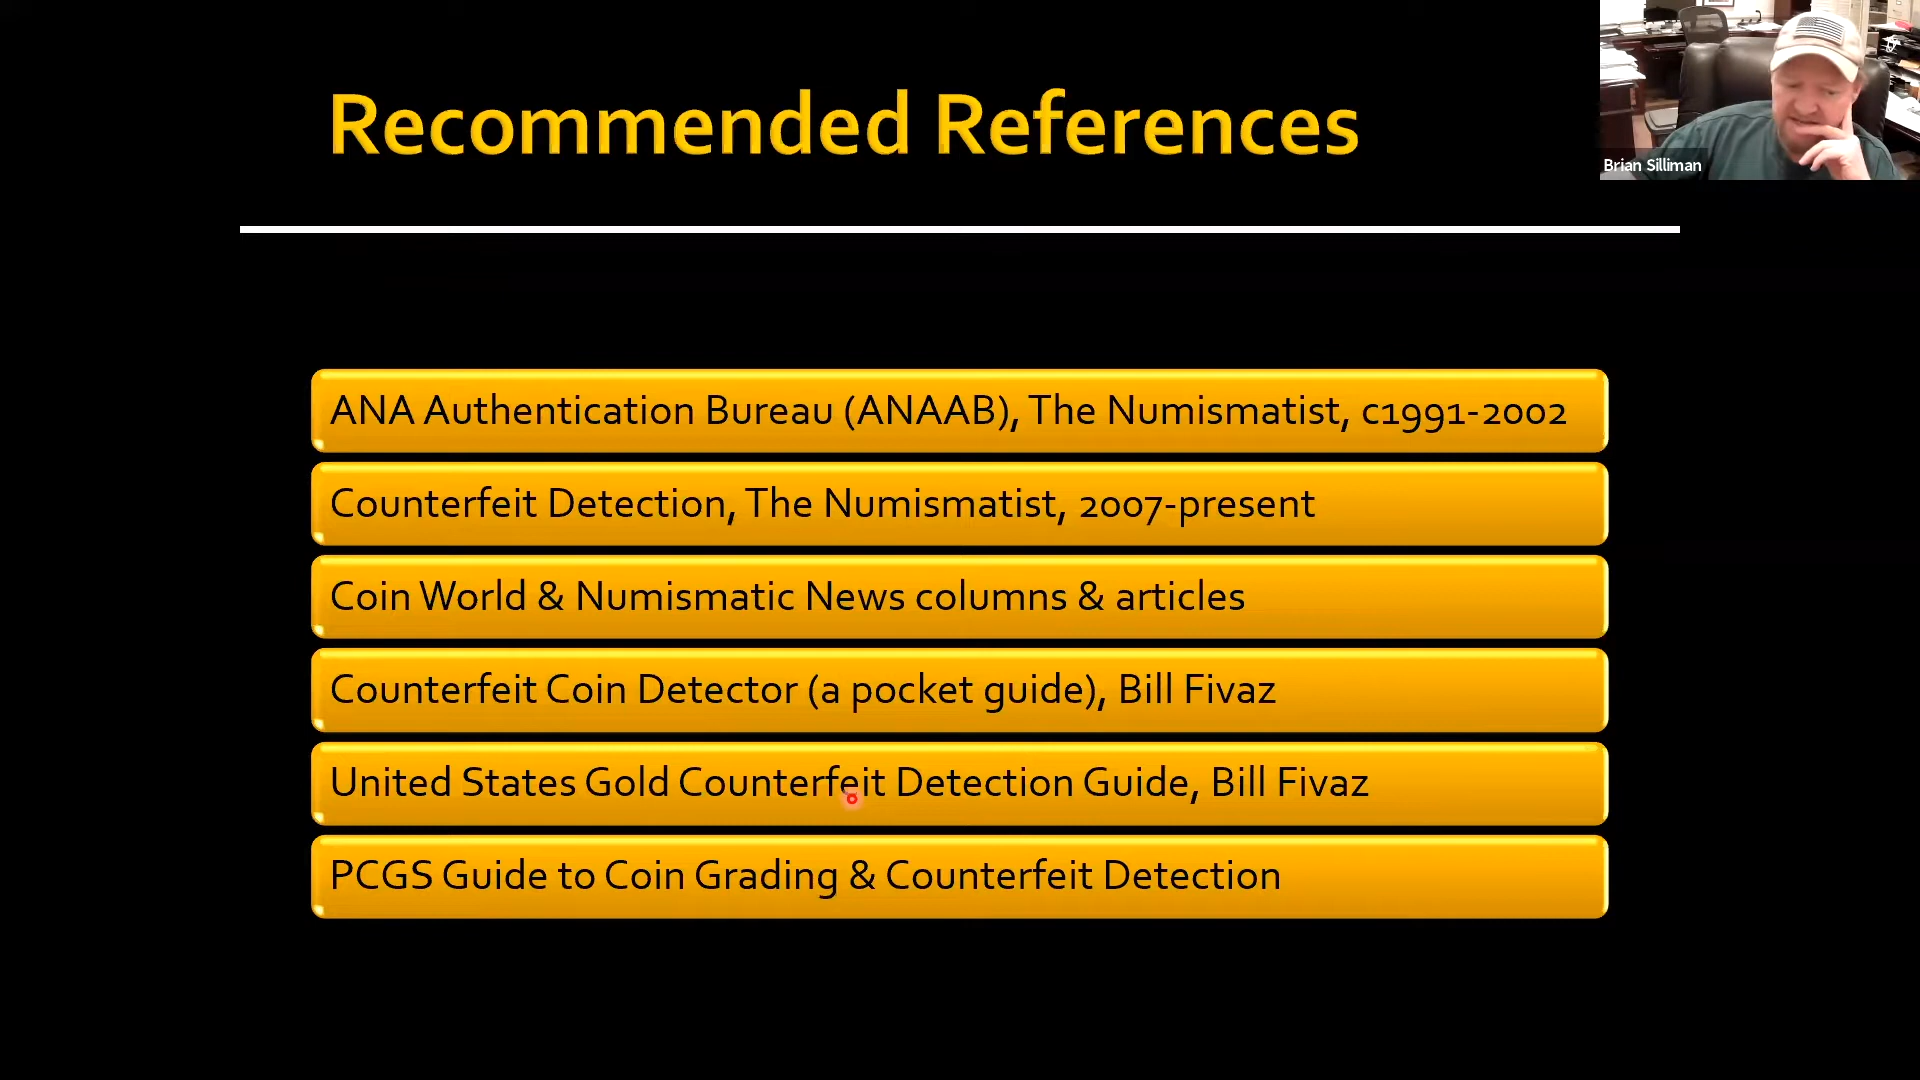 Recommended References
Brian Silliman
ANA Authentication Bureau (ANAAB), The Numismatist, c1991-2002
Counterfeit Detection, The Numismatist, 2007-present
Coin World & Numismatic News columns & articles
Counterfeit Coin Detector (a pocket guide), Bill Fivaz
United States Gold Counterfeit Detection Guide, Bill Fivaz
PCGS Guide to Coin Grading & Counterfeit Detection